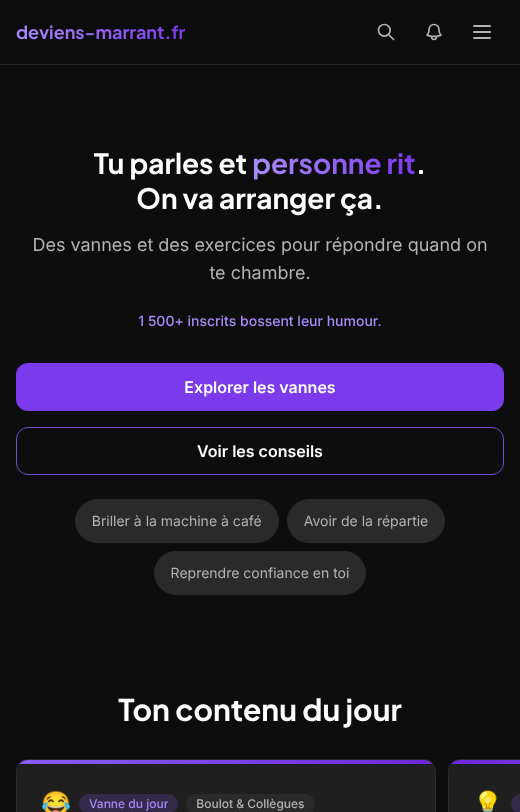 deviens-marrant.fr
Tu parles et personne rit.
On va arranger ça.
Des vannes et des exercices pour répondre quand on
te chambre.
1 500+ inscrits bossent leur humour.
Explorer les vannes
Voir les conseils
Briller à la machine à café
Avoir de la répartie
Reprendre confiance en toi
Ton contenu du jour
Vanne du jour
Boulot & Collègues